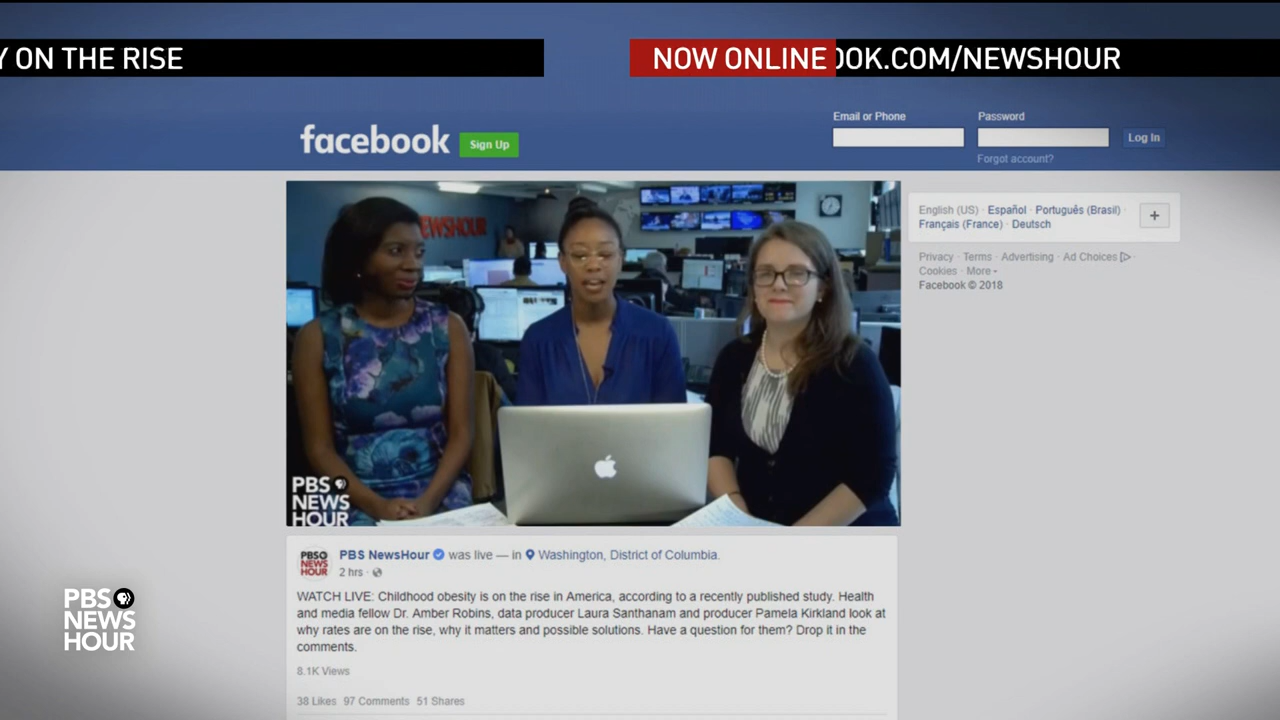 Y ON THE RISE
NOW ONLINE
OOK.COM/NEWSHOUR
facebook
Sign Up
Email or Phone
Password
Log In
Forgot account?
English (US) · Español · Português (Brasil) ·
Français (France) · Deutsch
+
Privacy · Terms · Advertising · Ad Choices ·
Cookies · More
Facebook © 2018
NEWSHOUR
PBS
NEWS
HOUR
PBS
NEWS
HOUR
PBS NewsHour was live — in Washington, District of Columbia.
2 hrs ·
WATCH LIVE: Childhood obesity is on the rise in America, according to a recently published study. Health
and media fellow Dr. Amber Robins, data producer Laura Santhanam and producer Pamela Kirkland look at
why rates are on the rise, why it matters and possible solutions. Have a question for them? Drop it in the
comments.
8.1K Views
38 Likes 97 Comments 51 Shares
PBS
NEWS
HOUR